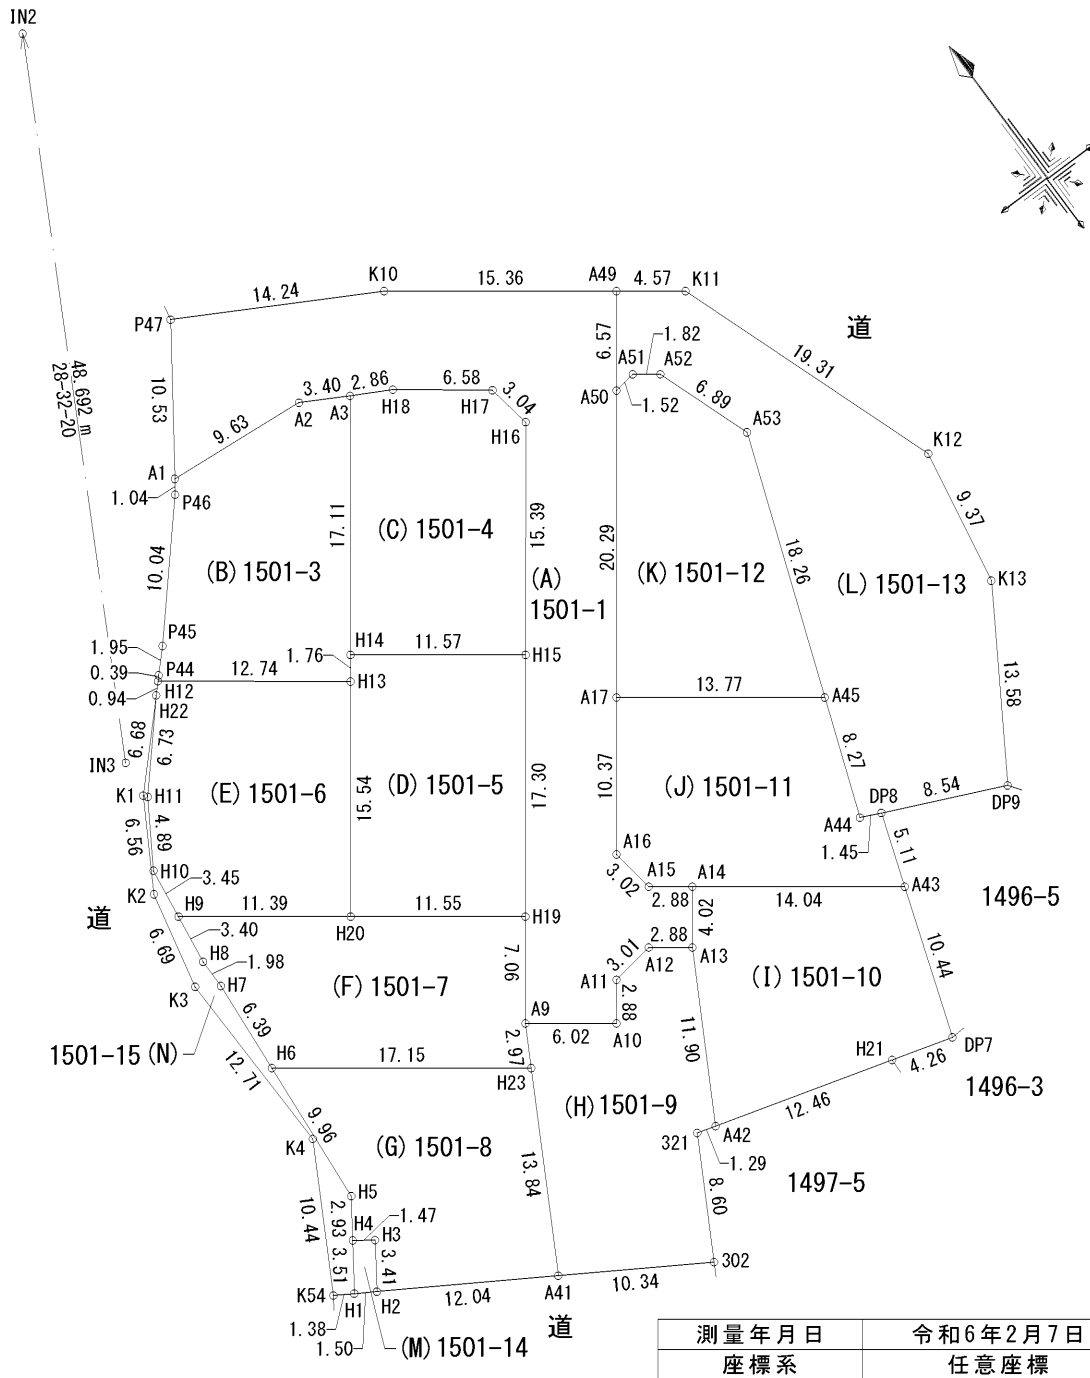 IN2
48.692 m
28-32-20
K10
A49
K11
15.36
4.57
14.24
P47
道
6.57
A51
1.82
A52
19.31
3.40
2.86
6.58
3.04
A50
1.52
6.89
10.53
A2
A3
H18
H17
H16
A53
9.63
K12
A1
1.04
P46
9.37
17.11
(C) 1501-4
15.39
20.29
18.26
10.04
(B) 1501-3
(A)
1501-1
(K) 1501-12
(L) 1501-13
K13
P45
1.95
H14
11.57
H15
1.76
0.39
P44
12.74
H13
0.94
H12
H22
A17
13.77
A45
13.58
9.68
9.73
IN3
8.27
K1
H11
(E) 1501-6
15.54
(D) 1501-5
17.30
10.37
(J) 1501-11
DP8
8.54
DP9
A44
1.45
6.56
4.89
5.11
A16
3.02
A15
A14
H10
3.45
K2
2.88
14.04
A43
1496-5
道
H9
11.39
H20
11.55
H19
4.02
3.40
6.69
H8
1.98
H7
K3
7.06
3.01
2.88
A12
A13
A11
(F) 1501-7
(I) 1501-10
10.44
2.88
A9
6.02
A10
6.39
1501-15 (N)
11.90
H21
DP7
4.26
H6
17.15
2.97
H23
1496-3
12.71
(H) 1501-9
12.46
9.96
K4
321
A42
1.29
(G) 1501-8
13.84
1497-5
8.60
10.44
H5
2.93
H4
1.47
H3
3.51
3.41
302
K54
H1
H2
12.04
A41
10.34
1.38
1.50
(M) 1501-14
道
測量年月日 令和6年2月7日
座標系 任意座標